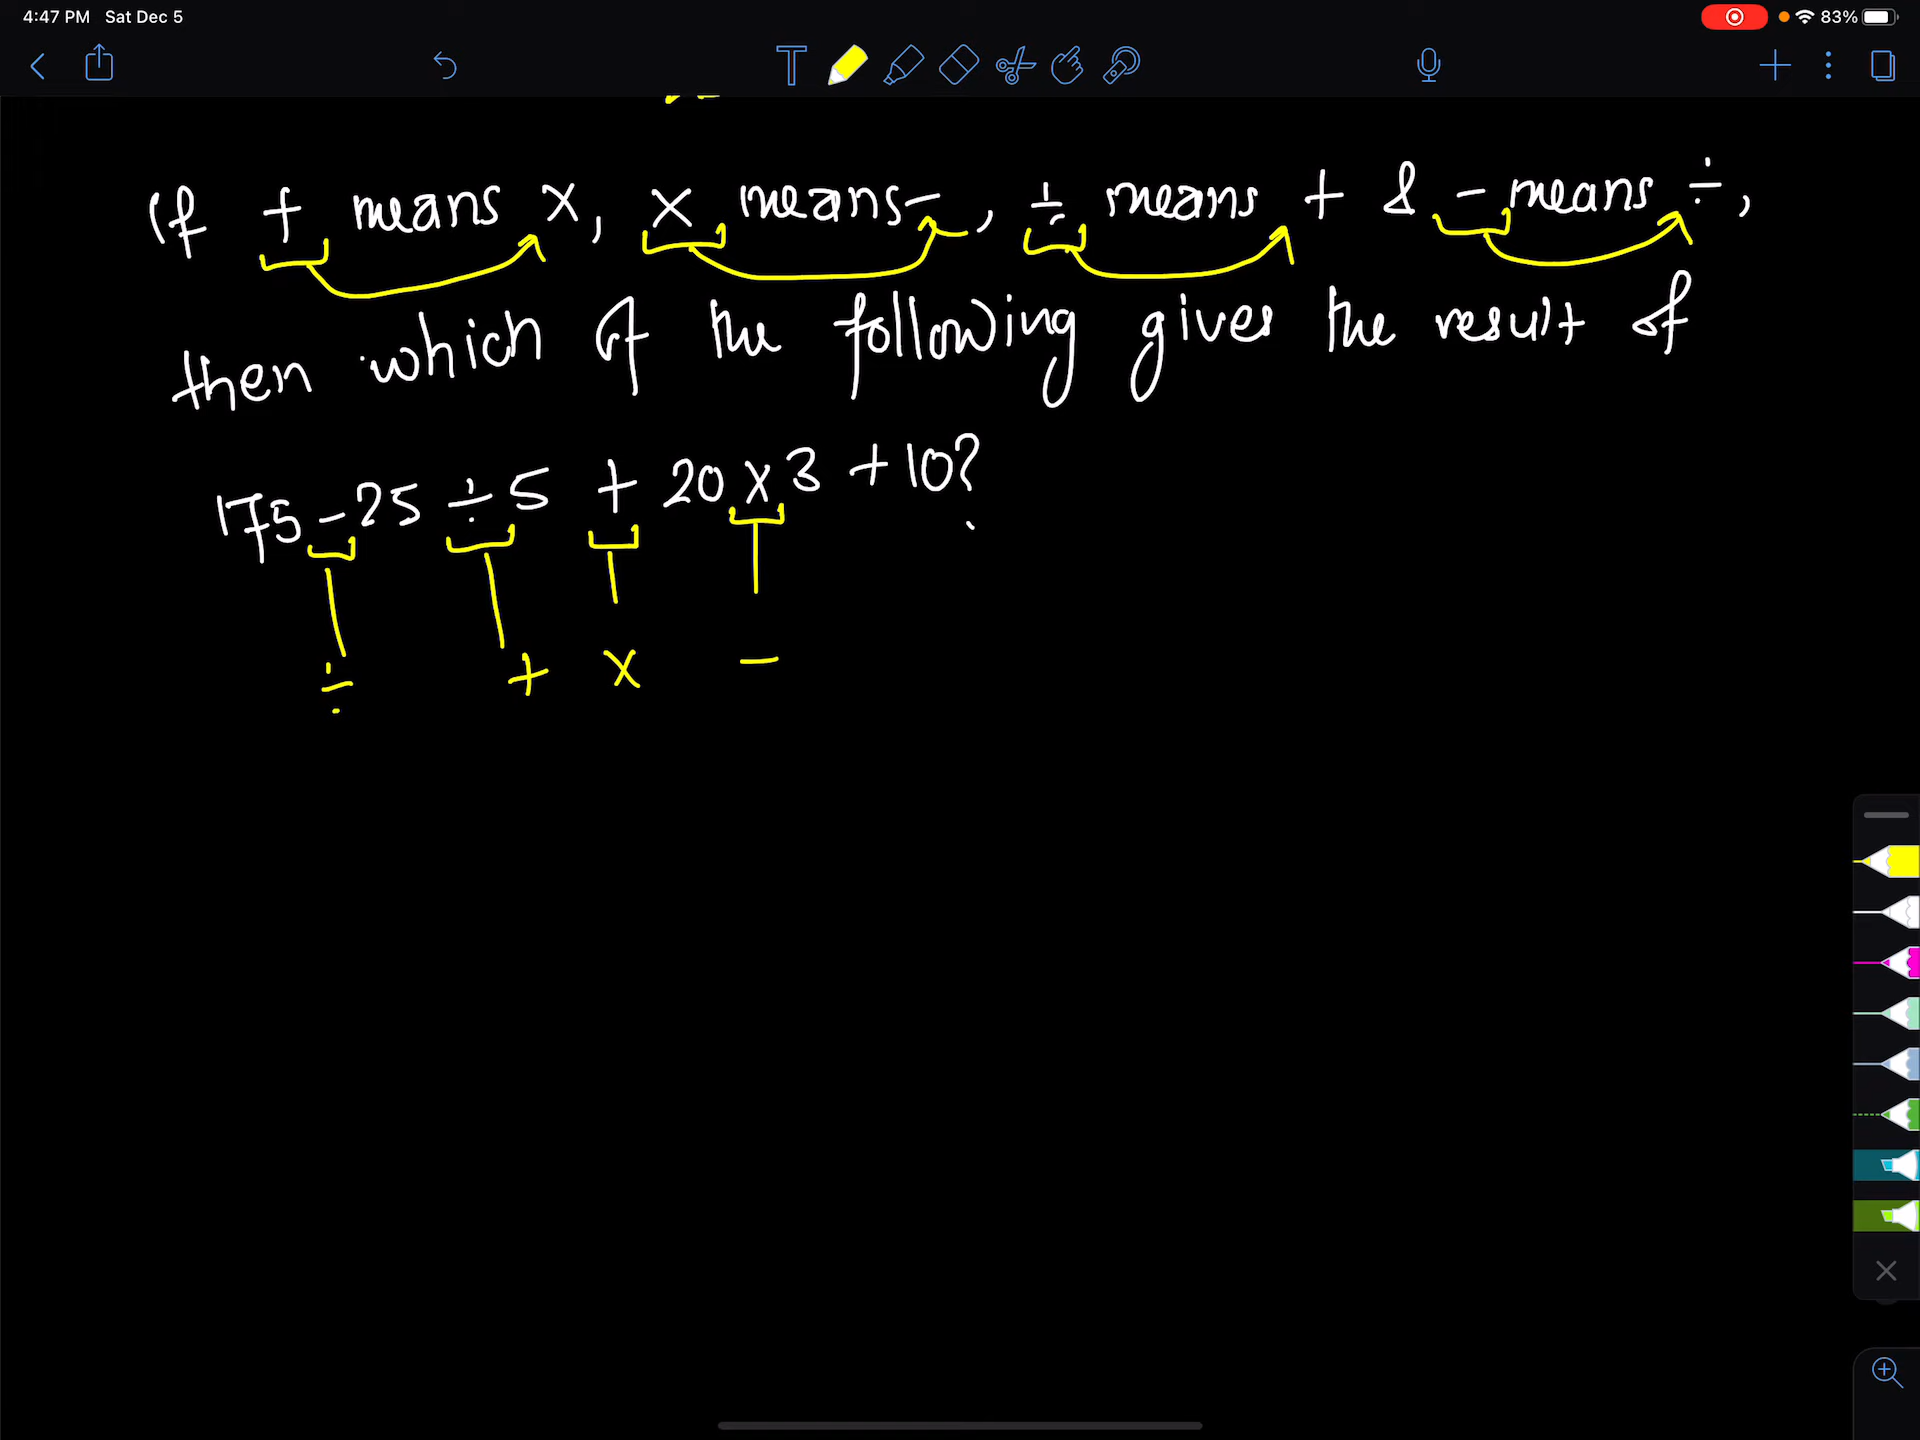 4:47 PM Sat Dec 5
83%
If + means ×, × means -, ÷ means + & - means ÷,
then which of the following gives the result of
175 - 25 ÷ 5 + 20 × 3 + 10?
÷ + × -